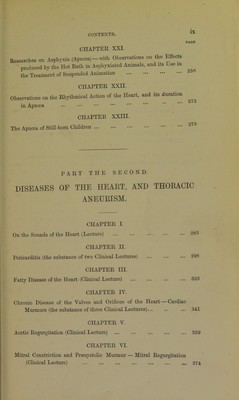 CONTENTS. ix
PAGE
CHAPTER XXI.
Researches on Asphyxia (Apnœa)—with Observations on the Effects
produced by the Hot Bath in Asphyxiated Animals, and its Use in
the Treatment of Suspended Animation ... ... ... ... 250
CHAPTER XXII.
Observations on the Rhythmical Action of the Heart, and its duration
in Apnœa ... ... ... ... ... ... ... 273
CHAPTER XXIII.
The Apnœa of Still-born Children ... ... ... ... ... 279
PART THE SECOND.
DISEASES OF THE HEART, AND THORACIC
ANEURISM.
CHAPTER I.
On the Sounds of the Heart (Lecture) ... ... ... ... 285
CHAPTER II.
Pericarditis (the substance of two Clinical Lectures) ... ... 298
CHAPTER III.
Fatty Disease of the Heart (Clinical Lecture) ... ... ... 323
CHAPTER IV.
Chronic Disease of the Valves and Orifices of the Heart—Cardiac
Murmurs (the substance of three Clinical Lectures)... ... ... 341
CHAPTER V.
Aortic Regurgitation (Clinical Lecture) ... ... ... ... 359
CHAPTER VI.
Mitral Constriction and Presystolic Murmur — Mitral Regurgitation
(Clinical Lecture) ... ... ... ... ... ... 374